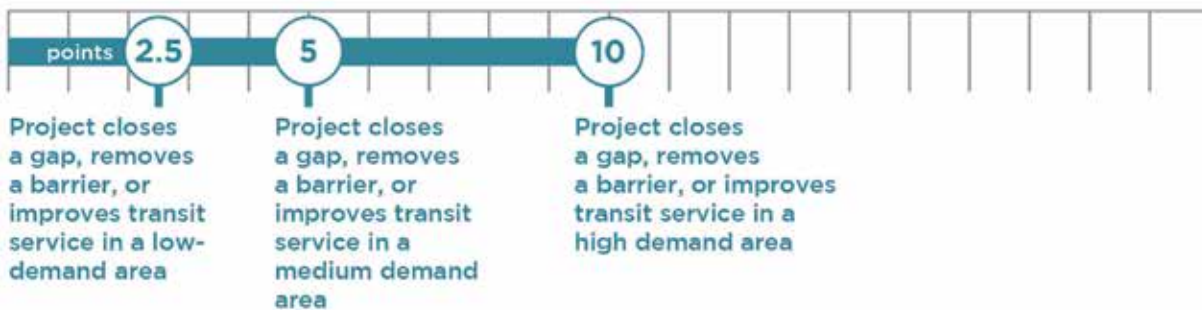 points 2.5 5 10
Project closes
a gap, removes
a barrier, or
improves transit
service in a low-
demand area
Project closes
a gap, removes
a barrier, or
improves transit
service in a
medium demand
area
Project closes
a gap, removes
a barrier, or improves
transit service in a
high demand area